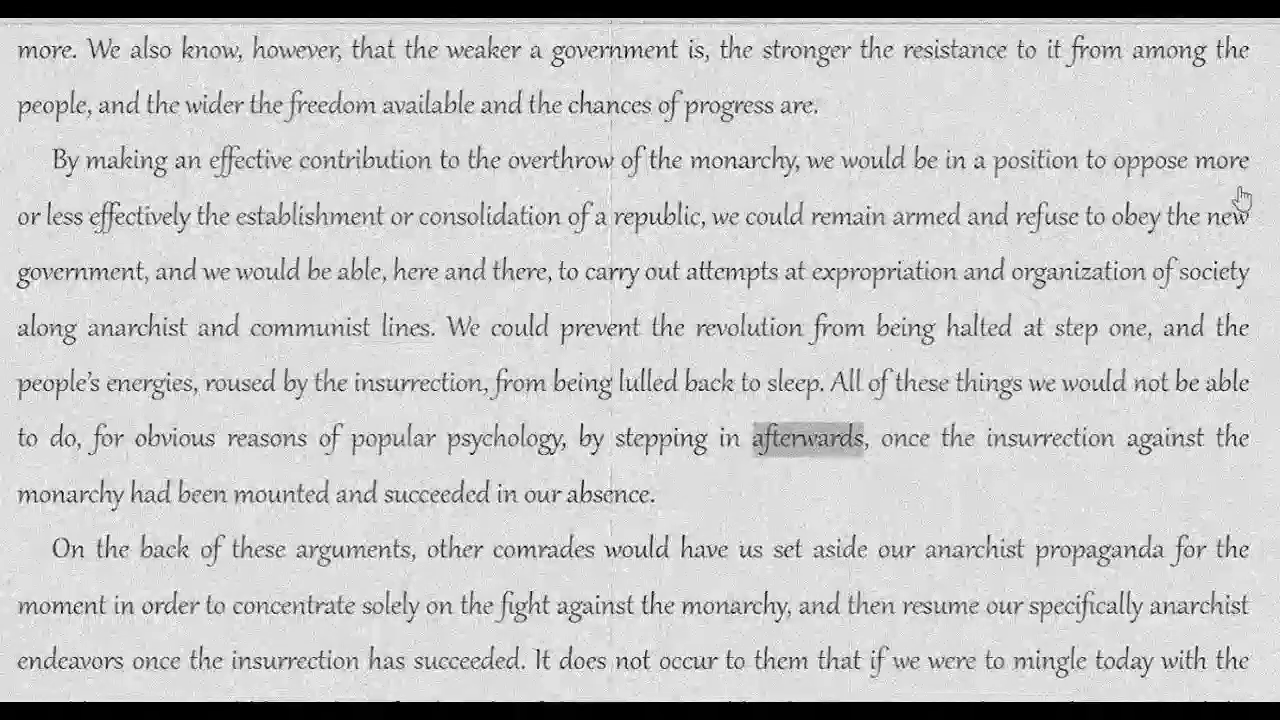 more. We also know, however, that the weaker a government is, the stronger the resistance to it from among the
people, and the wider the freedom available and the chances of progress are.
By making an effective contribution to the overthrow of the monarchy, we would be in a position to oppose more
or less effectively the establishment or consolidation of a republic, we could remain armed and refuse to obey the new
government, and we would be able, here and there, to carry out attempts at expropriation and organization of society
along anarchist and communist lines. We could prevent the revolution from being halted at step one, and the
people’s energies, roused by the insurrection, from being lulled back to sleep. All of these things we would not be able
to do, for obvious reasons of popular psychology, by stepping in afterwards, once the insurrection against the
monarchy had been mounted and succeeded in our absence.
On the back of these arguments, other comrades would have us set aside our anarchist propaganda for the
moment in order to concentrate solely on the fight against the monarchy, and then resume our specifically anarchist
endeavors once the insurrection has succeeded. It does not occur to them that if we were to mingle today with the